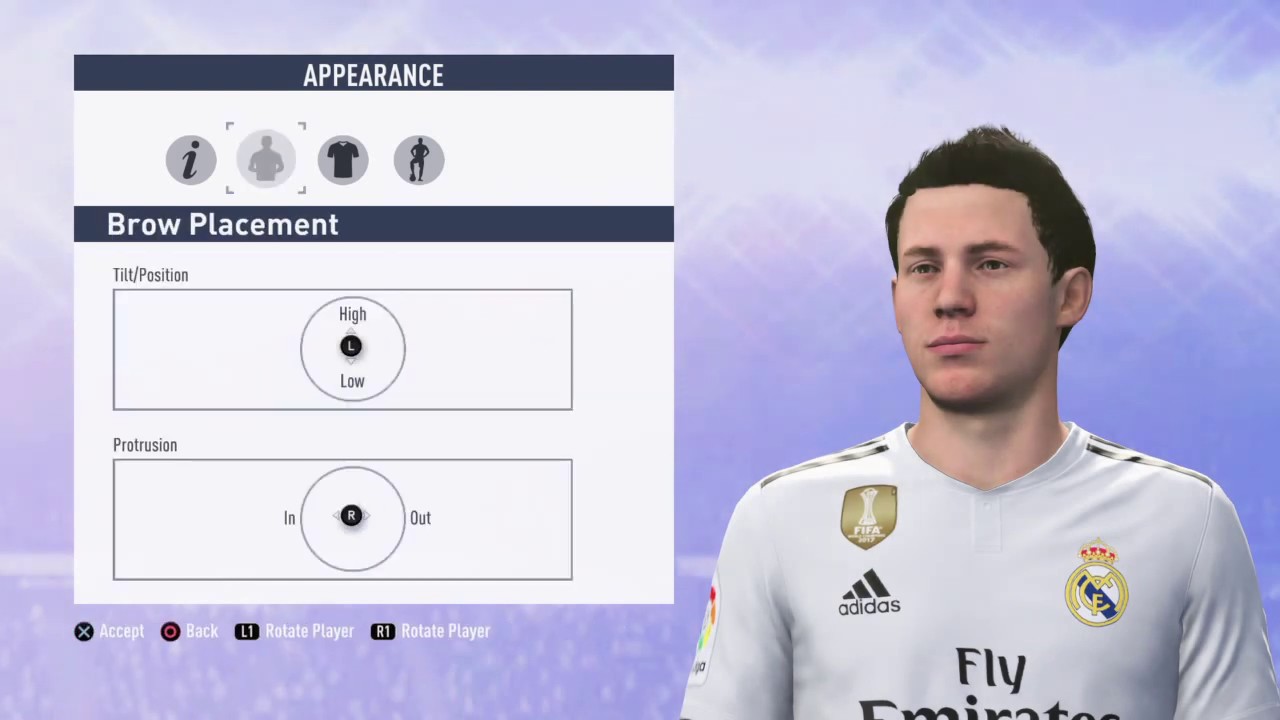 APPEARANCE
i
Brow Placement
Tilt/Position
High
L
Low
Protrusion
In
R
Out
Accept
Back
L1 Rotate Player
R1 Rotate Player
FIFA
2017
adidas
Fly
Emirates